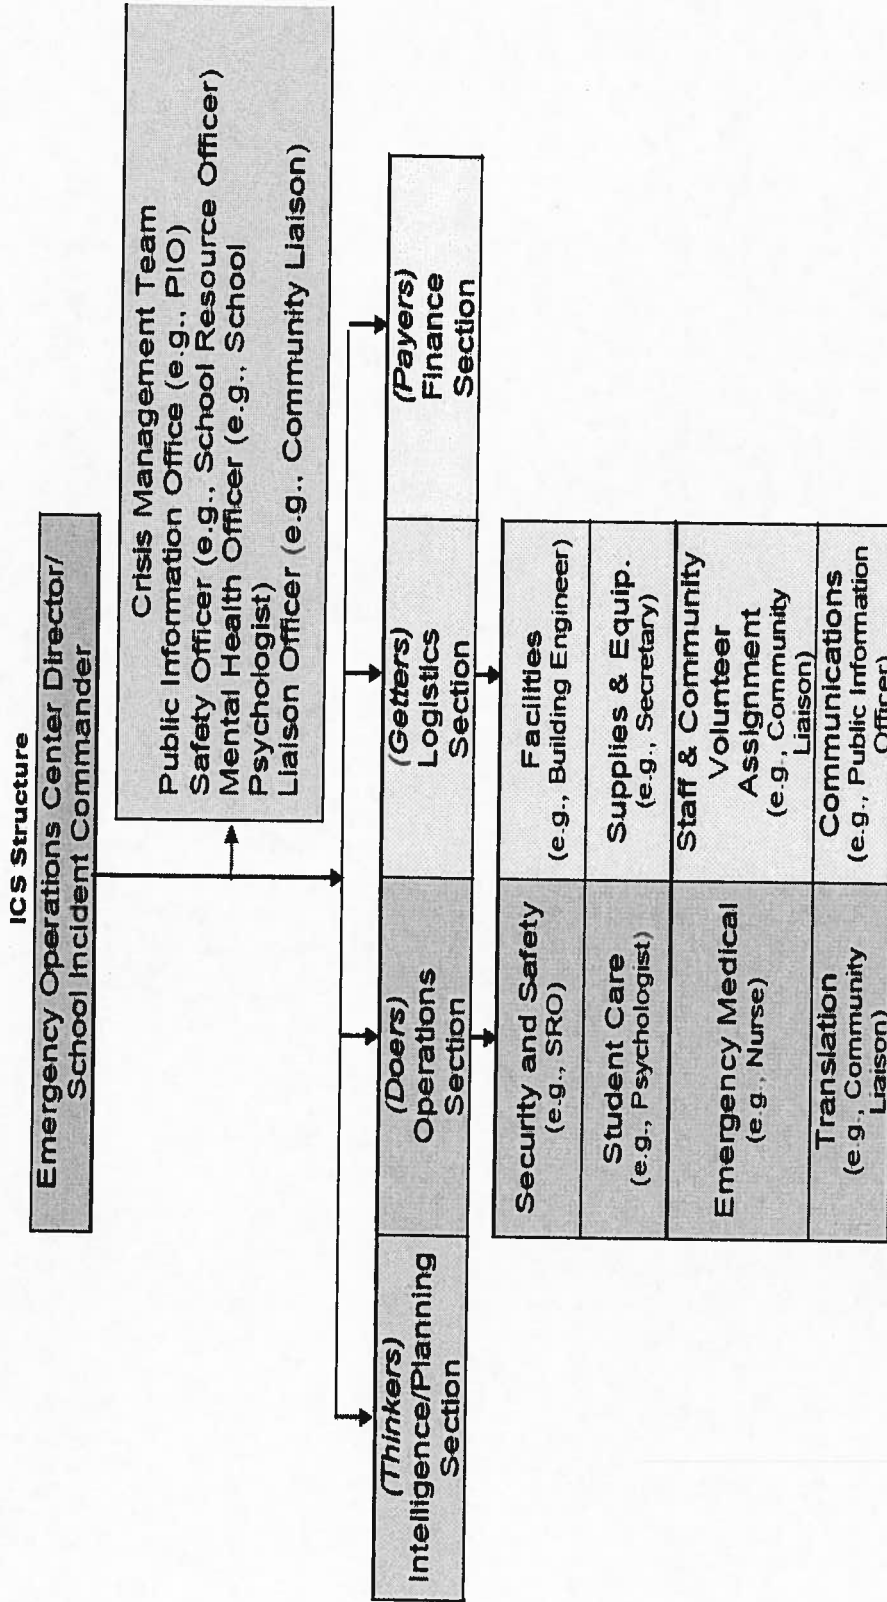 ICS Structure
Emergency Operations Center Director/
School Incident Commander
Crisis Management Team
Public Information Office (e.g., PIO)
Safety Officer (e.g., School Resource Officer)
Mental Health Officer (e.g., School
Psychologist)
Liaison Officer (e.g., Community Liaison)
(Thinkers)
Intelligence/Planning
Section
(Doers)
Operations
Section
(Getters)
Logistics
Section
(Payers)
Finance
Section
Security and Safety
(e.g., SRO)
Student Care
(e.g., Psychologist)
Emergency Medical
(e.g., Nurse)
Translation
(e.g., Community
Liaison)
Facilities
(e.g., Building Engineer)
Supplies & Equip.
(e.g., Secretary)
Staff & Community
Volunteer
Assignment
(e.g., Community
Liaison)
Communications
(e.g., Public Information
Officer)